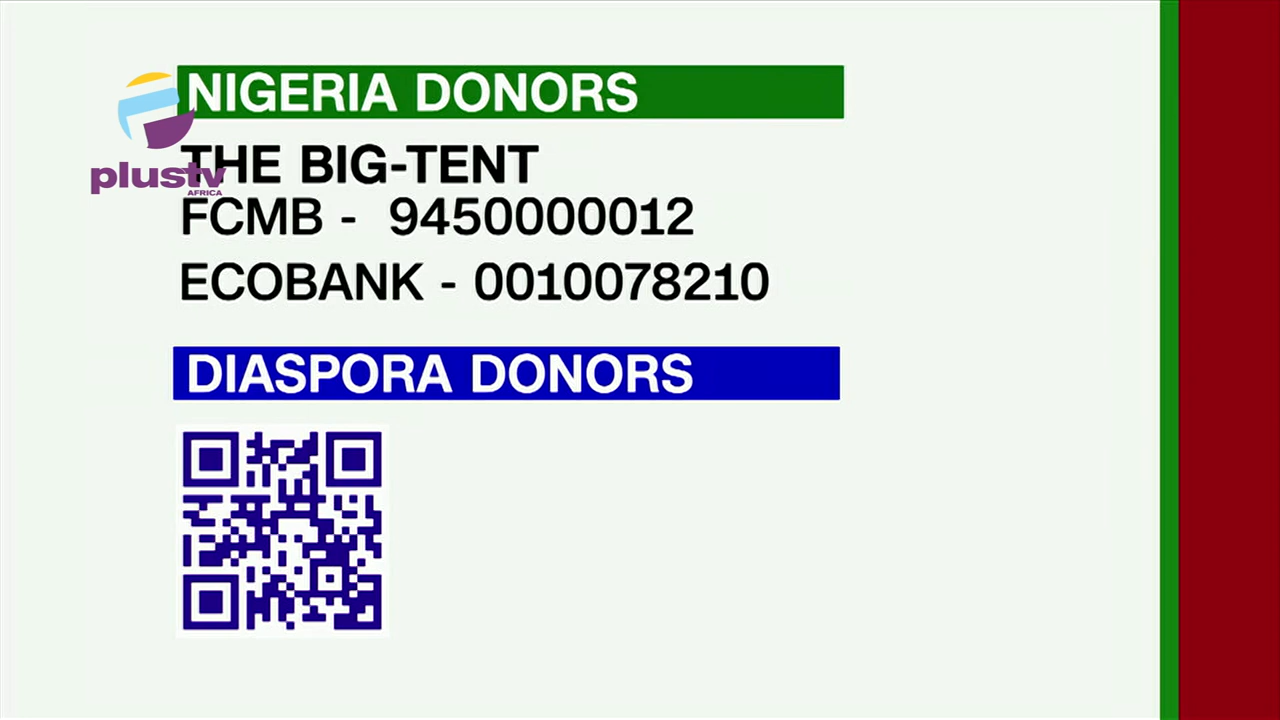 NIGERIA DONORS
THE BIG-TENT
plustv
AFRICA
FCMB - 9450000012
ECOBANK - 0010078210
DIASPORA DONORS